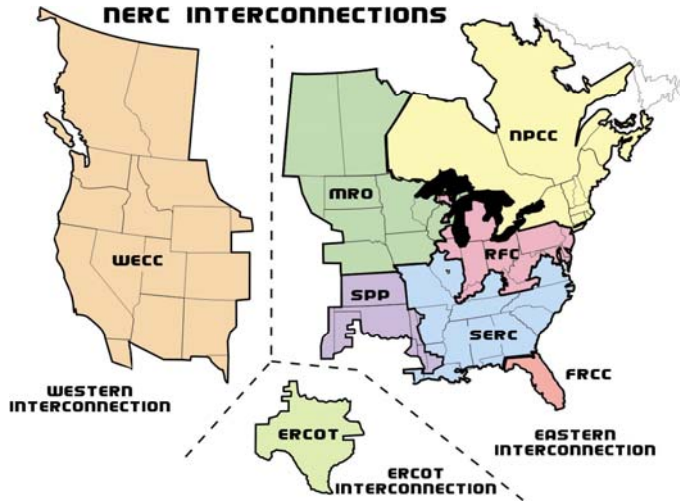 NERC INTERCONNECTIONS
NPCC
MRO
WECC
RFC
SPP
SERC
FRCC
WESTERN
INTERCONNECTION
ERCOT
EASTERN
INTERCONNECTION
ERCOT
INTERCONNECTION